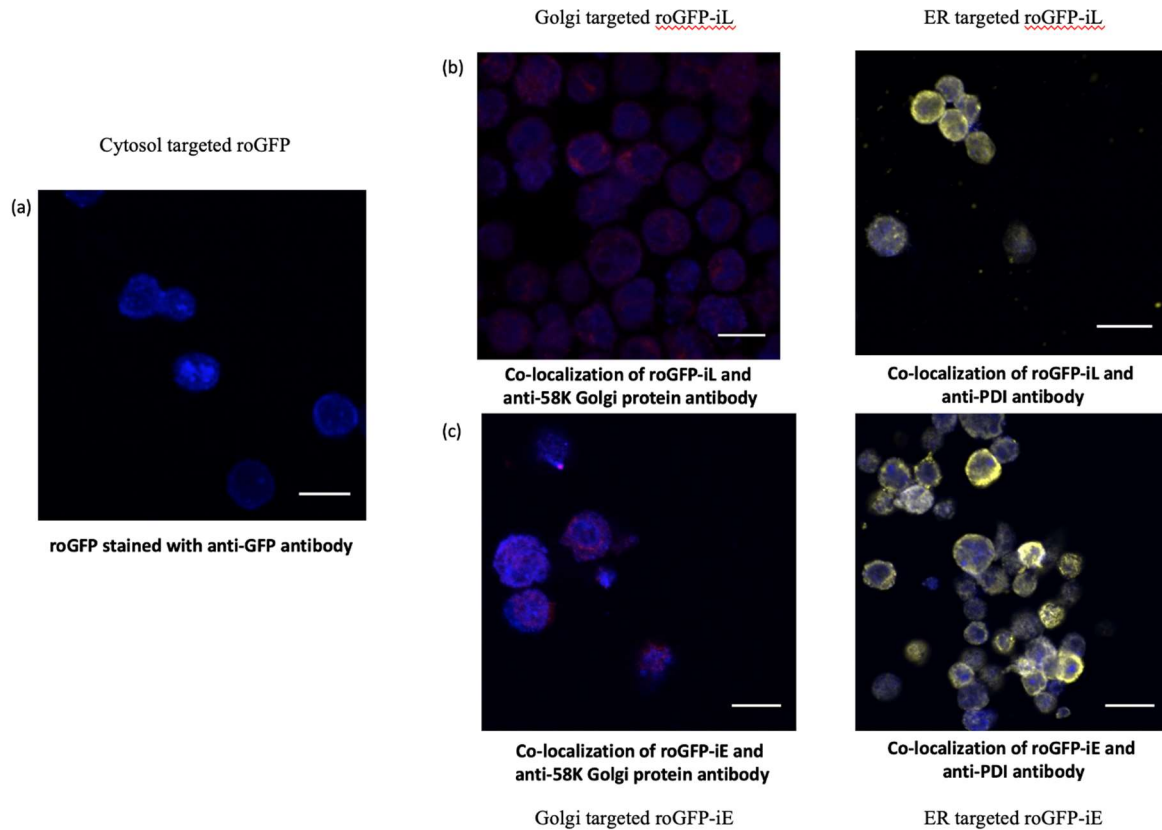 Golgi targeted roGFP-iL
ER targeted roGFP-iL
(b)
Cytosol targeted roGFP
(a)
Co-localization of roGFP-iL and
anti-58K Golgi protein antibody
Co-localization of roGFP-iL and
anti-PDI antibody
(c)
roGFP stained with anti-GFP antibody
Co-localization of roGFP-iE and
anti-58K Golgi protein antibody
Co-localization of roGFP-iE and
anti-PDI antibody
Golgi targeted roGFP-iE
ER targeted roGFP-iE